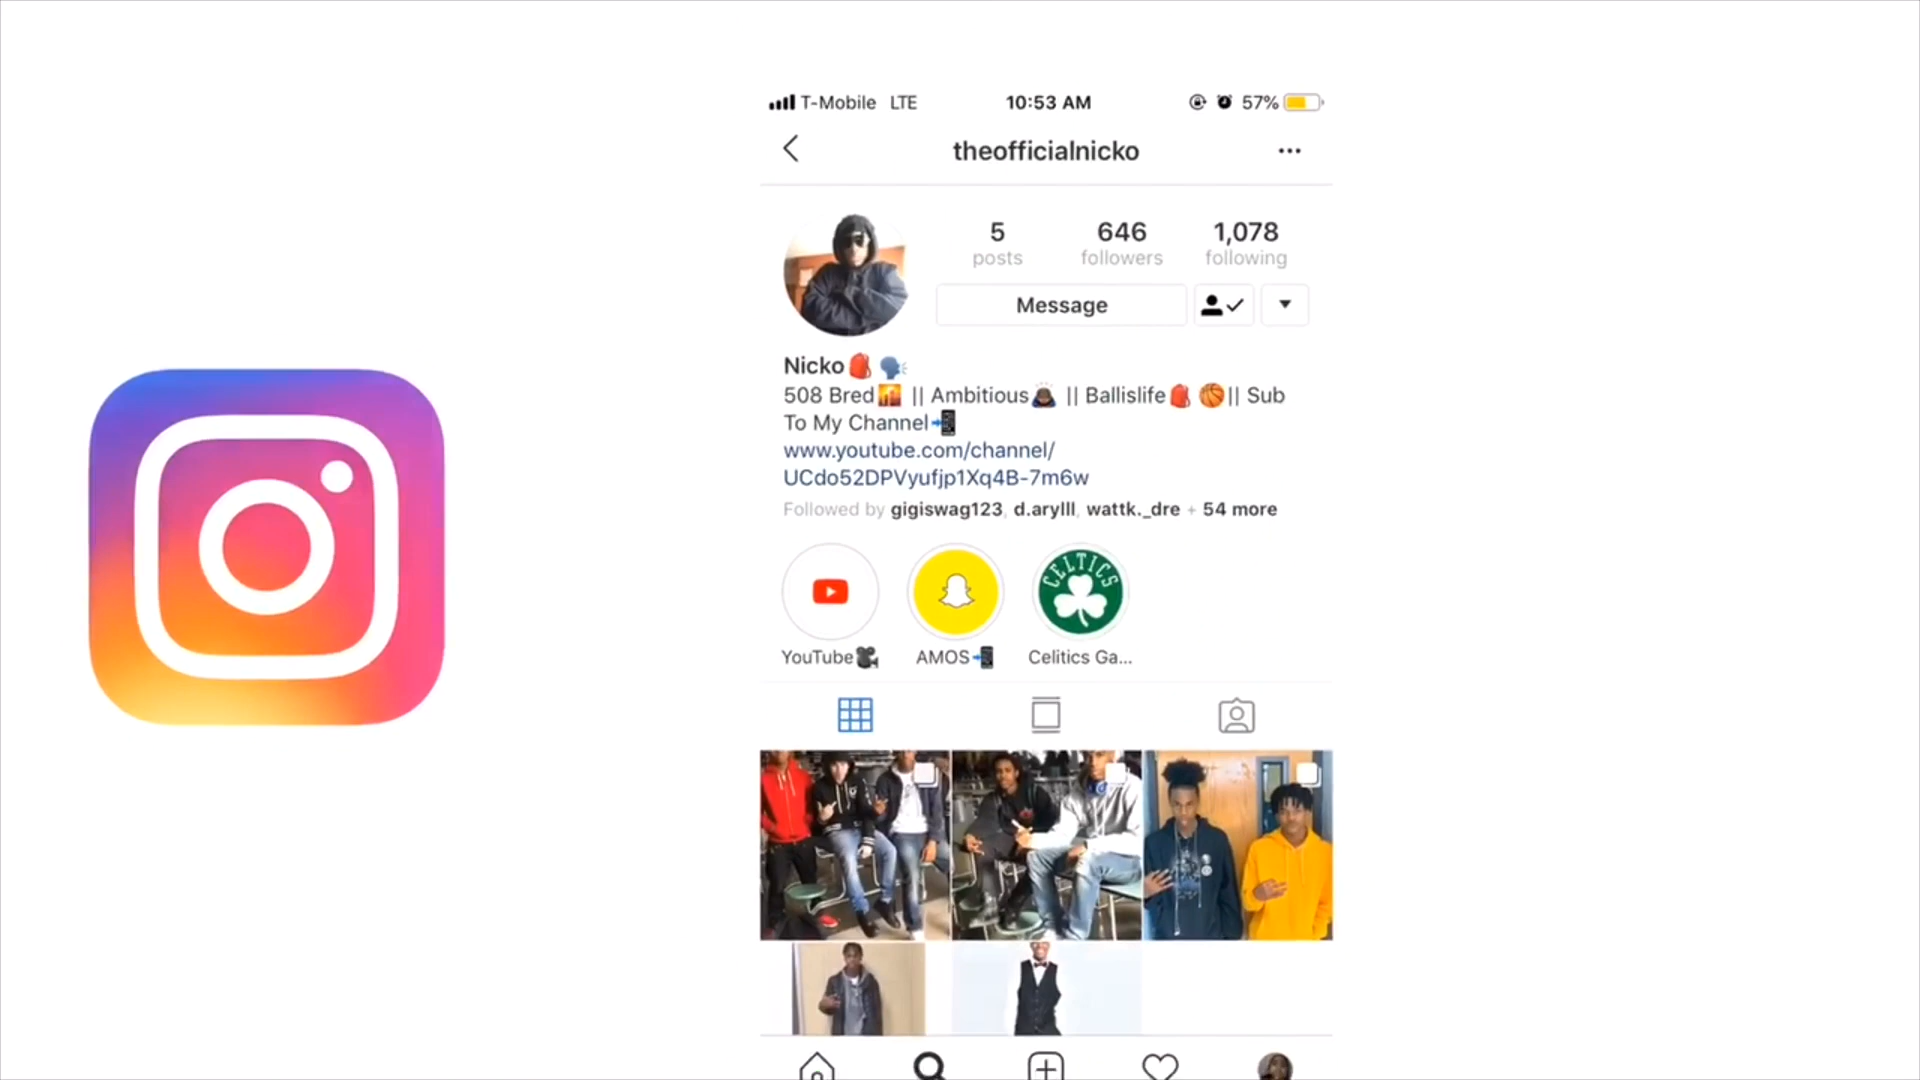 T-Mobile LTE 10:53 AM 57%
theofficialnicko
5 646 1,078
posts followers following
Message
Nicko
508 Bred || Ambitious || Ballislife || Sub
To My Channel
www.youtube.com/channel/
UCdo52DPVyufjp1Xq4B-7m6w
Followed by gigiswag123, d.arylll, wattk._dre + 54 more
CELTICS
YouTube AMOS Celitics Ga...